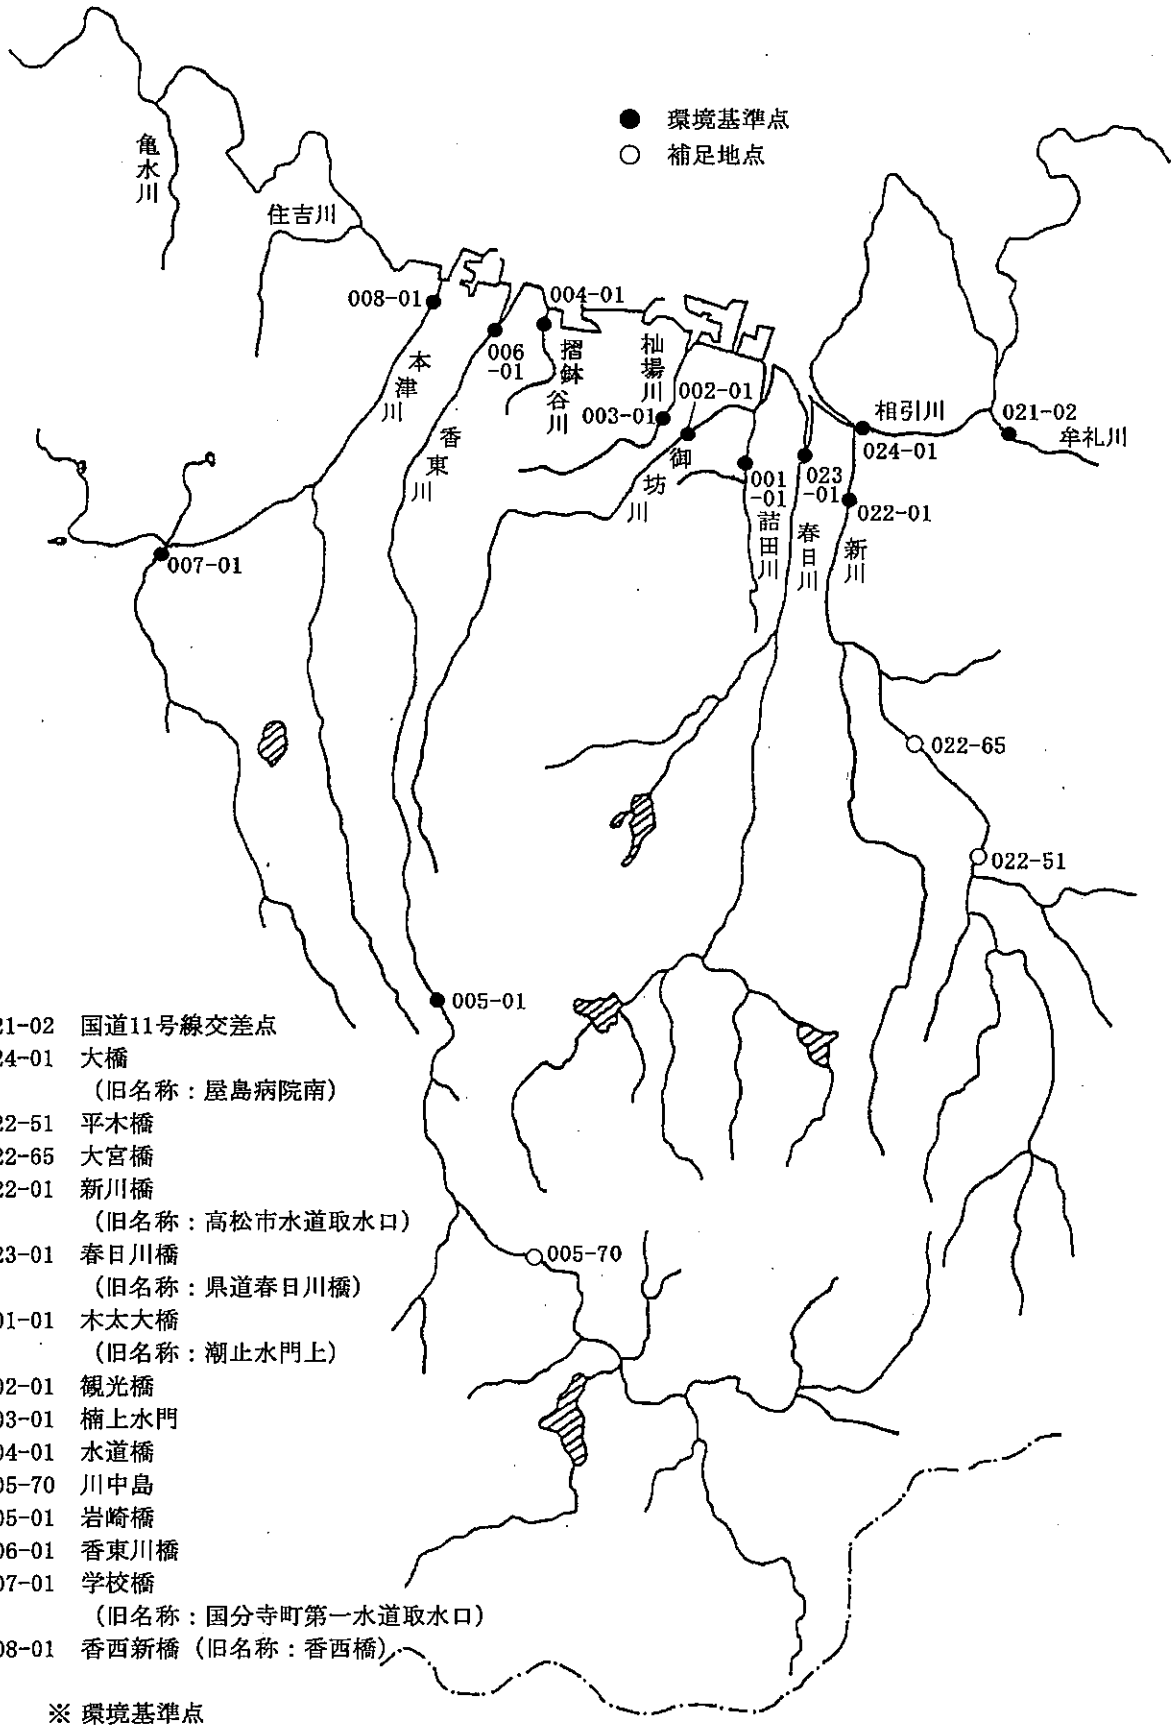 ● 環境基準点
○ 補足地点
亀水川
住吉川
008-01
004-01
006
-01
摺鉢谷川
本津川
香東川
杣場川
003-01
002-01
御坊川
001
-01
詰田川
023
-01
春日川
相引川
024-01
021-02
牟礼川
022-01
新川
007-01
022-65
022-51
005-01
005-70
21-02 国道11号線交差点
24-01 大橋
(旧名称：屋島病院南)
22-51 平木橋
22-65 大宮橋
22-01 新川橋
(旧名称：高松市水道取水口)
23-01 春日川橋
(旧名称：県道春日川橋)
01-01 木太大橋
(旧名称：潮止水門上)
02-01 観光橋
03-01 楠上水門
04-01 水道橋
05-70 川中島
05-01 岩崎橋
06-01 香東川橋
07-01 学校橋
(旧名称：国分寺町第一水道取水口)
08-01 香西新橋 (旧名称：香西橋)
※ 環境基準点